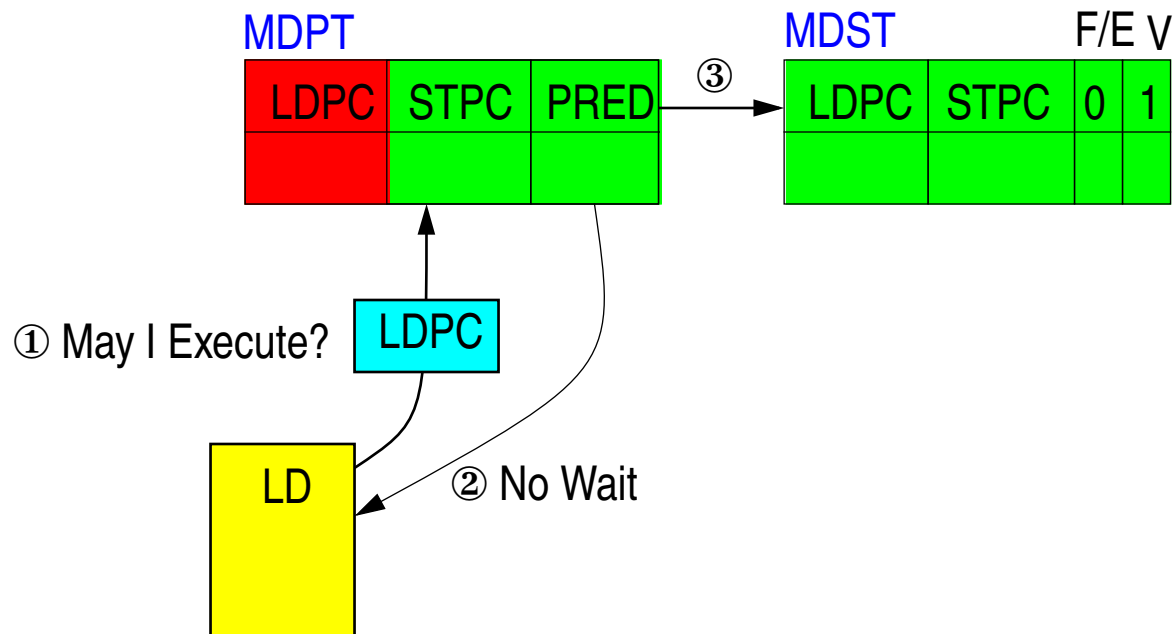 MDPT
MDST F/E V
LDPC STPC PRED
③
LDPC STPC 0 1
① May I Execute?
LDPC
LD
② No Wait